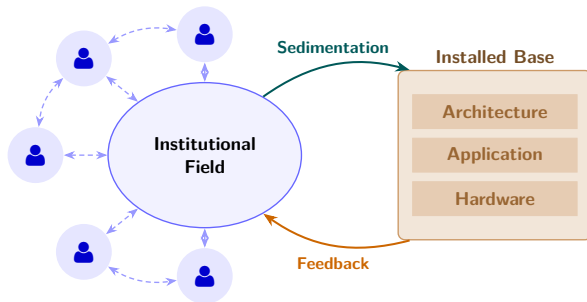 Sedimentation
Installed Base
Institutional
Field
Architecture
Application
Hardware
Feedback